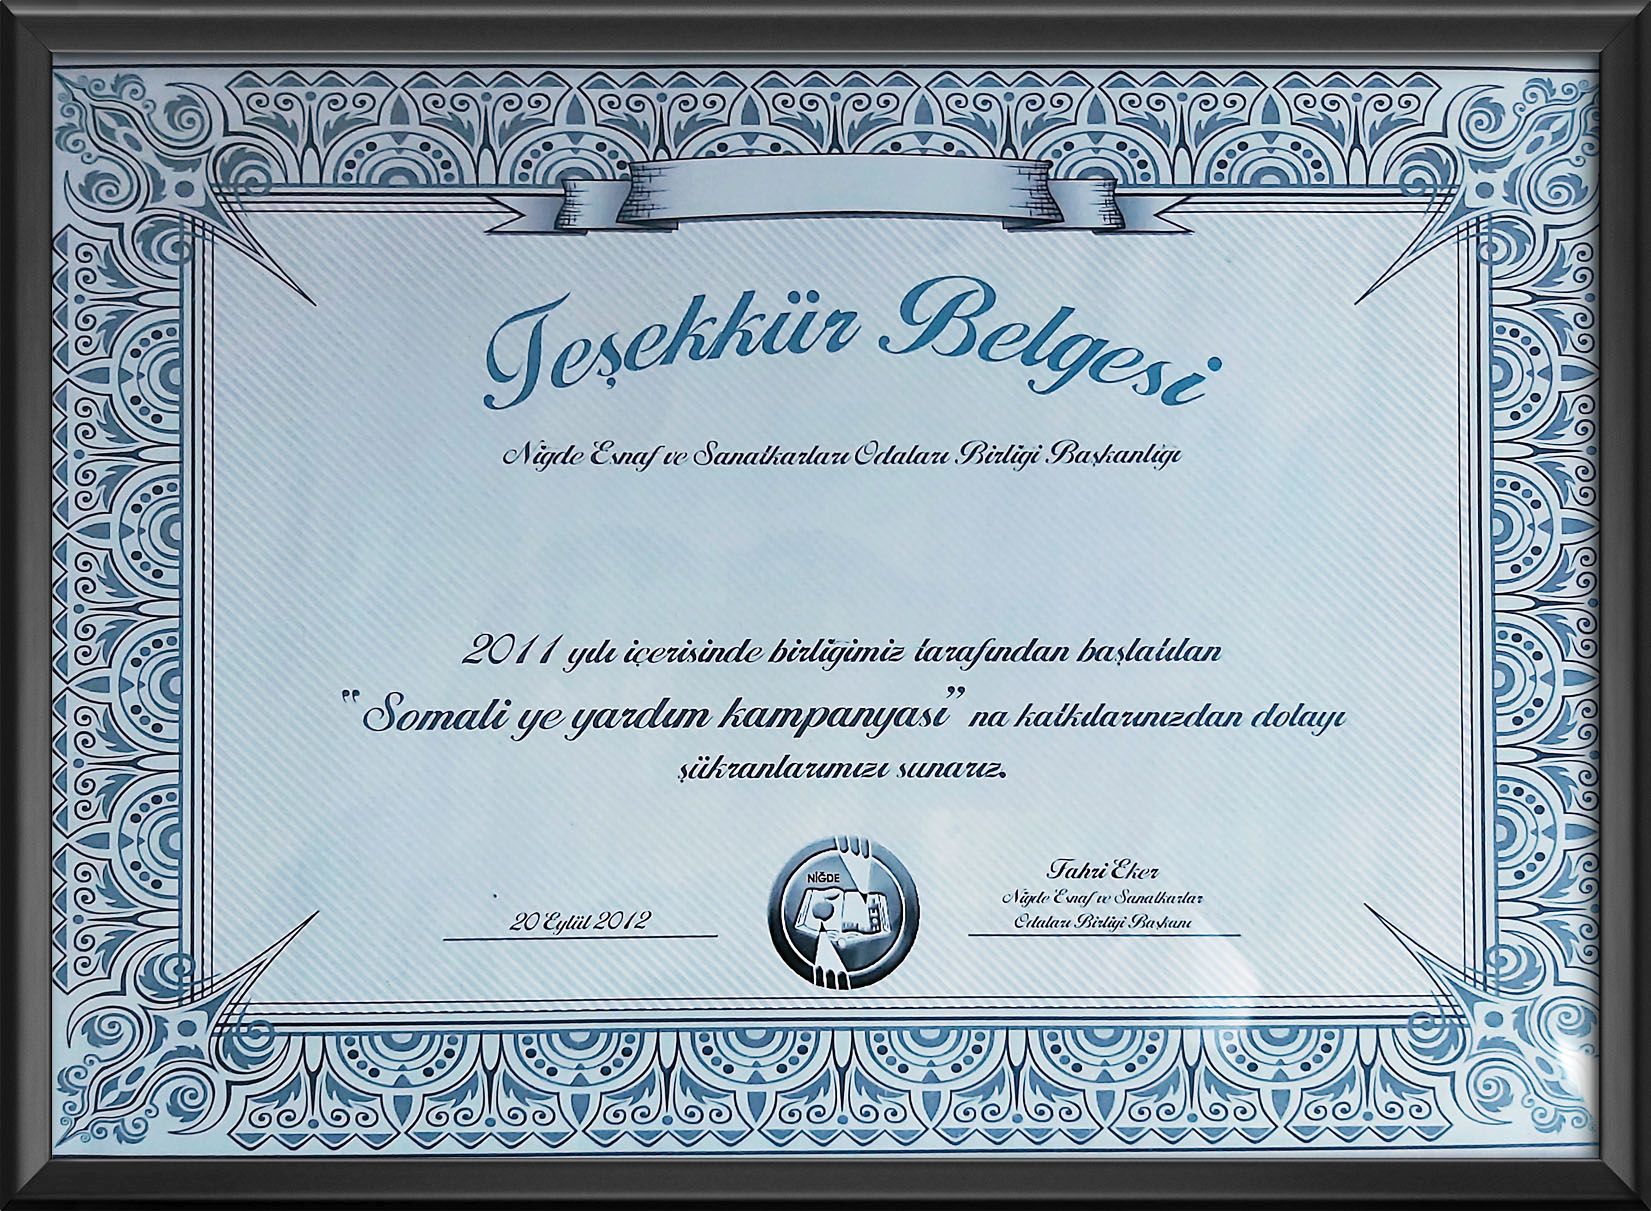 Teşekkür Belgesi
Niğde Esnaf ve Sanatkarları Odaları Birliği Başkanlığı
2011 yılı içerisinde birliğimiz tarafından başlatılan
"Somali ye yardım kampanyası" na katkılarınızdan dolayı
şükranlarımızı sunarız.
NİĞDE
20 Eylül 2012
Fahri Eker
Niğde Esnaf ve Sanatkarlar
Odaları Birliği Başkanı